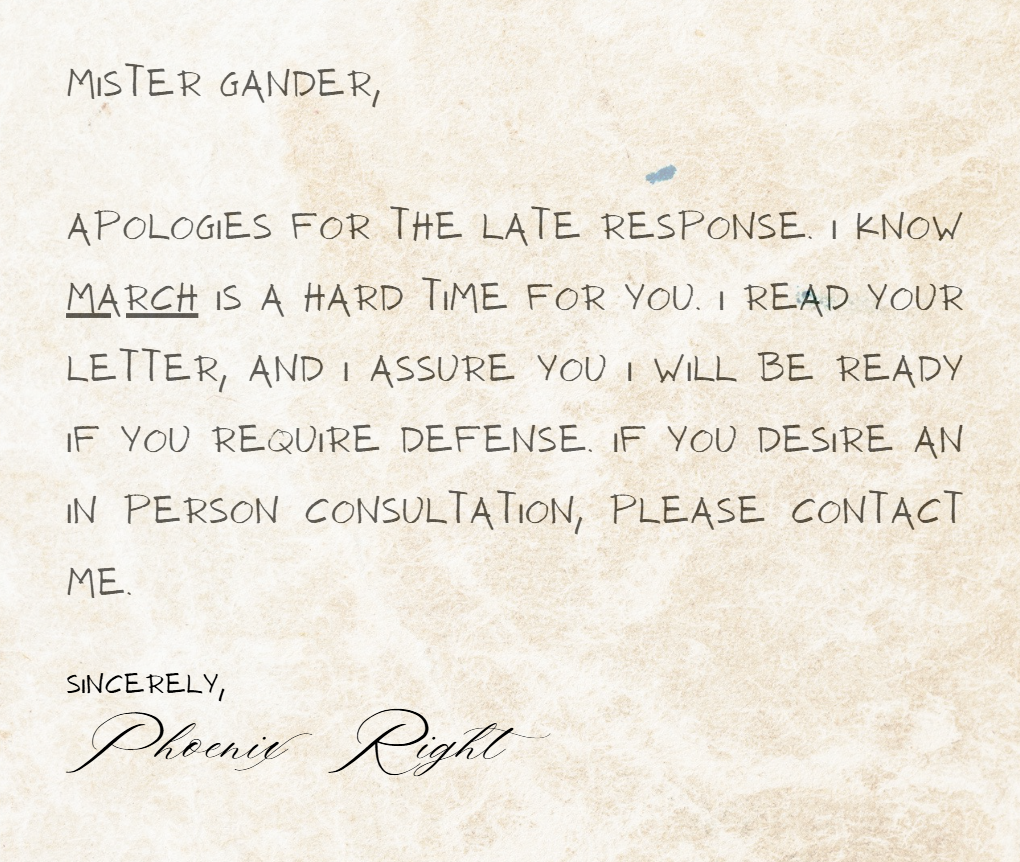 MISTER GANDER,
APOLOGIES FOR THE LATE RESPONSE. I KNOW
MARCH IS A HARD TIME FOR YOU. I READ YOUR
LETTER, AND I ASSURE YOU I WILL BE READY
IF YOU REQUIRE DEFENSE. IF YOU DESIRE AN
IN PERSON CONSULTATION, PLEASE CONTACT
ME.
SINCERELY,
Phoenix Right